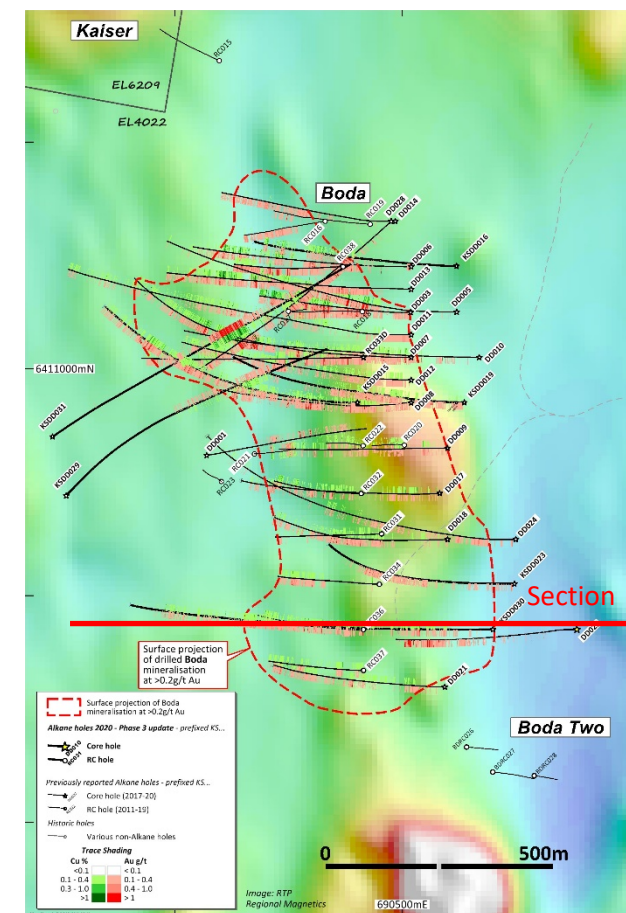 Kaiser
RC015
EL6209
EL4022
Boda
RC019
DD028
DD014
RC016
RC038
DD006
KSDD016
DD013
DD003
DD005
RC018
DD011
DD007
RC033D
DD010
6411000mN
DD012
KSDD015
KSDD019
DD008
KSDD031
RC022
RC020
DD001
RC021
DD009
RC023
KSDD029
RC032
DD017
RC031
DD018
DD024
RC034
KSDD023
Section
KSDD030
RC036
Surface projection
of drilled Boda
mineralisation
at >0.2g/t Au
RC037
DD021
Surface projection of Boda
mineralisation at >0.2g/t Au
Alkane holes 2020 - Phase 3 update - prefixed KS...
Core hole
RC hole
Previously reported Alkane holes - prefixed KS...
Core hole (2017-20)
RC hole (2011-19)
Historic holes
Various non-Alkane holes
Trace Shading
Cu % Au g/t
<0.1 < 0.1
0.1 - 0.4 0.1 - 0.4
0.3 - 1.0 0.4 - 1.0
>1 > 1
Boda Two
BDRC026
BDRC027
BDRC028
0 500m
Image: RTP
Regional Magnetics
690500mE